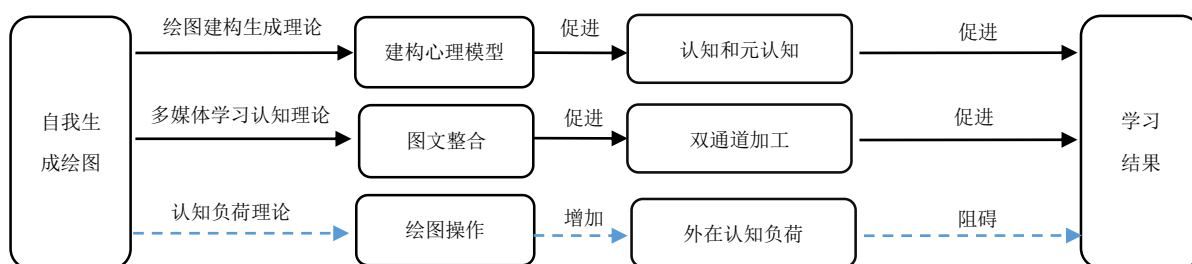 自我生
成绘图
绘图建构生成理论
建构心理模型
促进
认知和元认知
促进
多媒体学习认知理论
图文整合
促进
双通道加工
促进
认知负荷理论
绘图操作
增加
外在认知负荷
阻碍
学习
结果